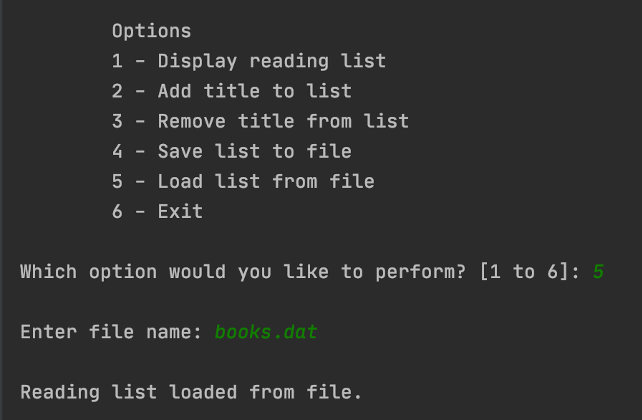 Options
1 - Display reading list
2 - Add title to list
3 - Remove title from list
4 - Save list to file
5 - Load list from file
6 - Exit
Which option would you like to perform? [1 to 6]: 5
Enter file name: books.dat
Reading list loaded from file.